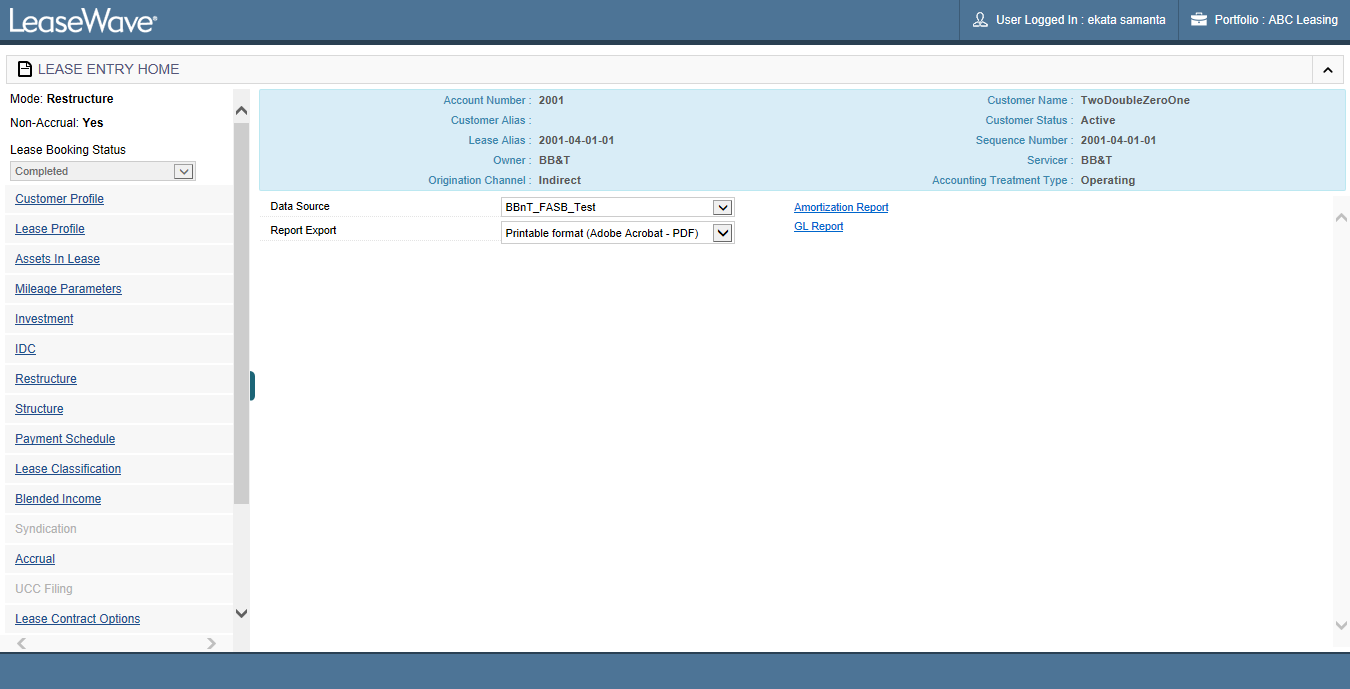 LeaseWave®
User Logged In : ekata samanta
Portfolio : ABC Leasing
LEASE ENTRY HOME
Mode: Restructure
Non-Accrual: Yes
Lease Booking Status
Completed
Customer Profile
Lease Profile
Assets In Lease
Mileage Parameters
Investment
IDC
Restructure
Structure
Payment Schedule
Lease Classification
Blended Income
Syndication
Accrual
UCC Filing
Lease Contract Options
Account Number : 2001
Customer Name : TwoDoubleZeroOne
Customer Alias :
Customer Status : Active
Lease Alias : 2001-04-01-01
Sequence Number : 2001-04-01-01
Owner : BB&T
Servicer : BB&T
Origination Channel : Indirect
Accounting Treatment Type : Operating
Data Source BBnT_FASB_Test
Amortization Report
Report Export Printable format (Adobe Acrobat - PDF)
GL Report